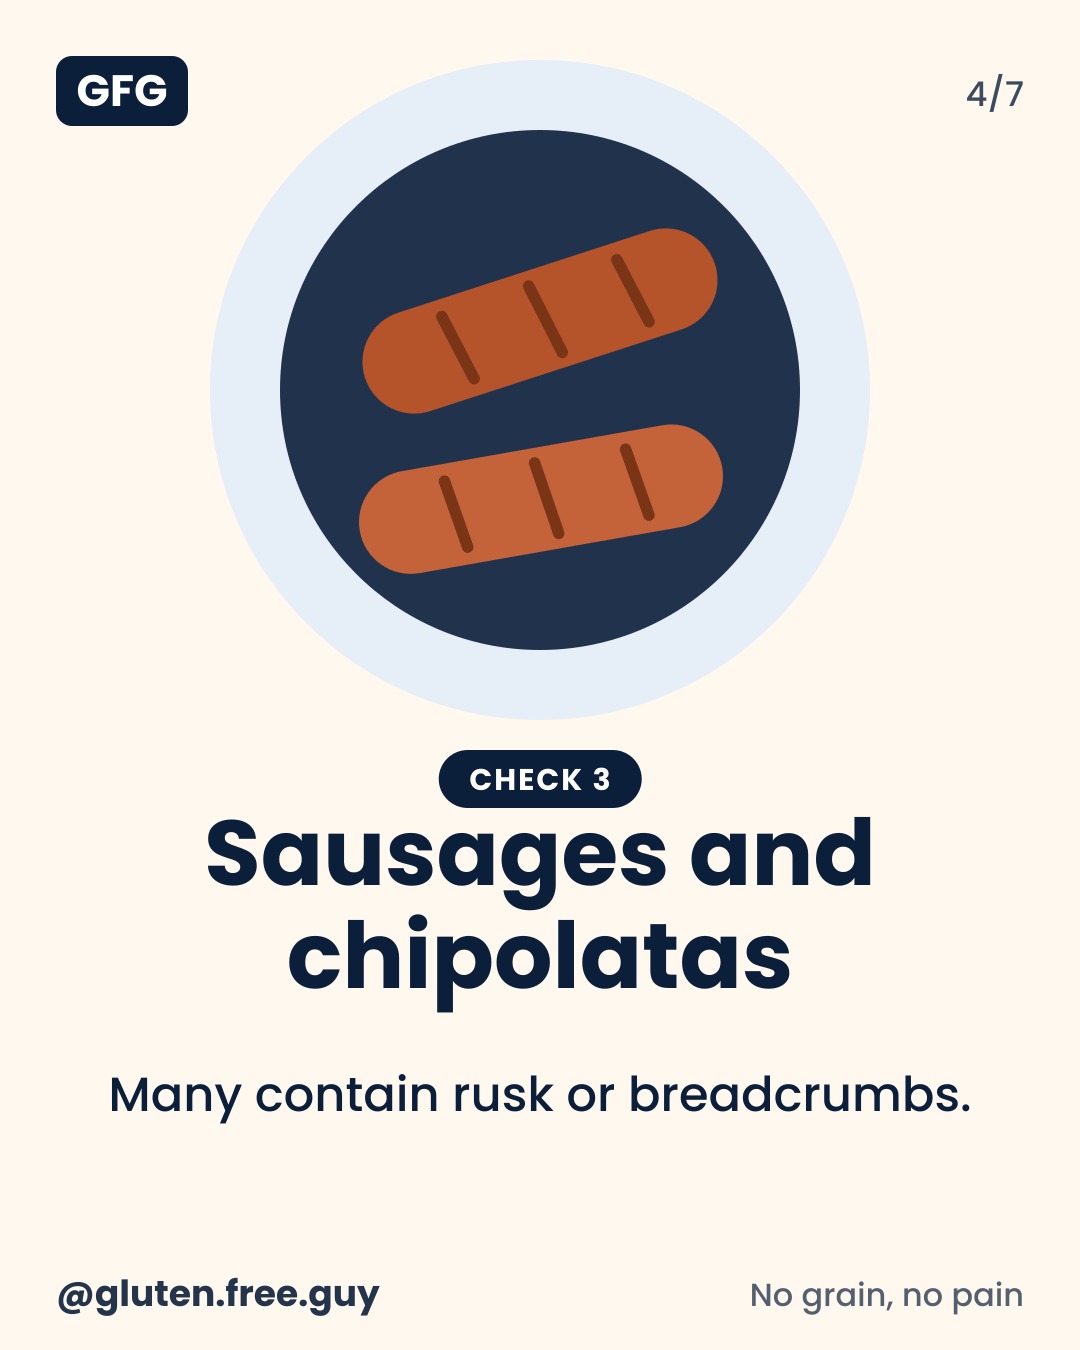 GFG
4/7
CHECK 3
Sausages and
chipolatas
Many contain rusk or breadcrumbs.
@gluten.free.guy
No grain, no pain